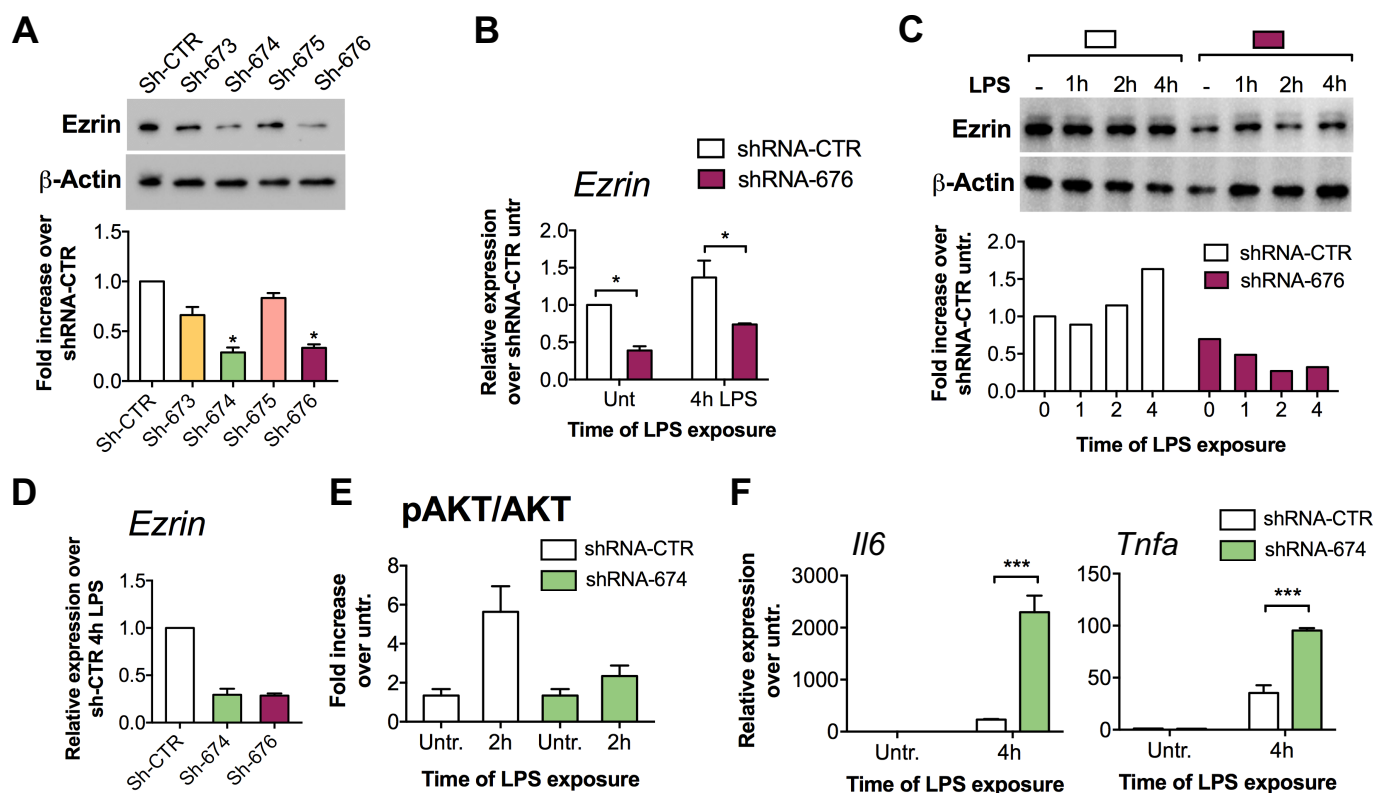 A
Sh-CTR
Sh-673
Sh-674
Sh-675
Sh-676
Ezrin
β-Actin
Fold increase over
shRNA-CTR
1.5
1.0
0.5
0.0
*
*
Sh-CTR
Sh-673
Sh-674
Sh-675
Sh-676
B
shRNA-CTR
shRNA-676
Ezrin
Relative expression
over shRNA-CTR untr
2.0
1.5
1.0
0.5
0.0
*
*
Unt
4h LPS
Time of LPS exposure
C
LPS - 1h 2h 4h - 1h 2h 4h
Ezrin
β-Actin
Fold increase over
shRNA-CTR untr.
2.0
1.5
1.0
0.5
0.0
shRNA-CTR
shRNA-676
0 1 2 4 0 1 2 4
Time of LPS exposure
D
Ezrin
Relative expression over
sh-CTR 4h LPS
1.5
1.0
0.5
0.0
Sh-CTR
Sh-674
Sh-676
E
pAKT/AKT
shRNA-CTR
shRNA-674
Fold increase
over untr.
8
6
4
2
0
Untr. 2h Untr. 2h
Time of LPS exposure
F
shRNA-CTR
shRNA-674
Il6
Relative expression
over untr.
3000
2000
1000
0
***
Untr. 4h
Time of LPS exposure
Tnfa
150
100
50
0
***
Untr. 4h
Time of LPS exposure